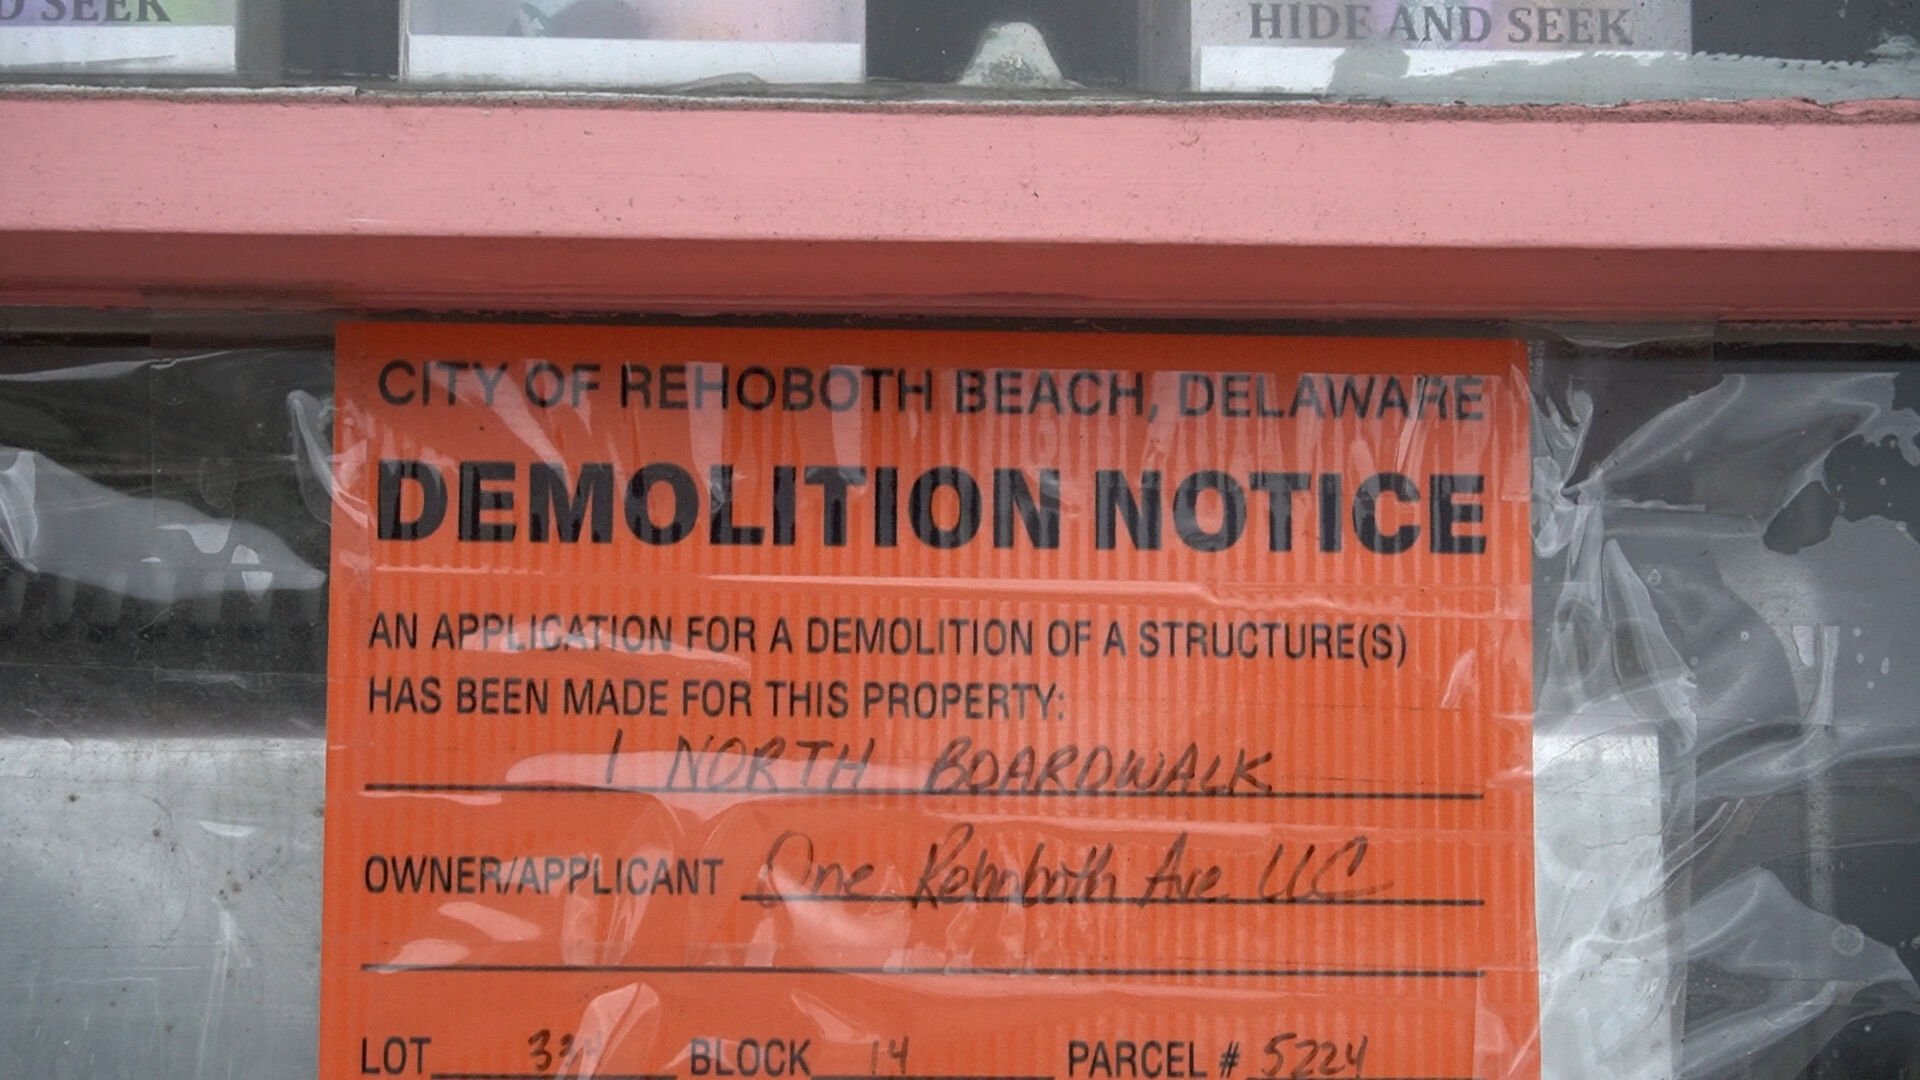 D SEEK
HIDE AND SEEK
CITY OF REHOBOTH BEACH, DELAWARE
DEMOLITION NOTICE
AN APPLICATION FOR A DEMOLITION OF A STRUCTURE(S)
HAS BEEN MADE FOR THIS PROPERTY:
1 NORTH BOARDWALK
OWNER/APPLICANT One Rehoboth Ave LLC
LOT BLOCK 14 PARCEL # 5224